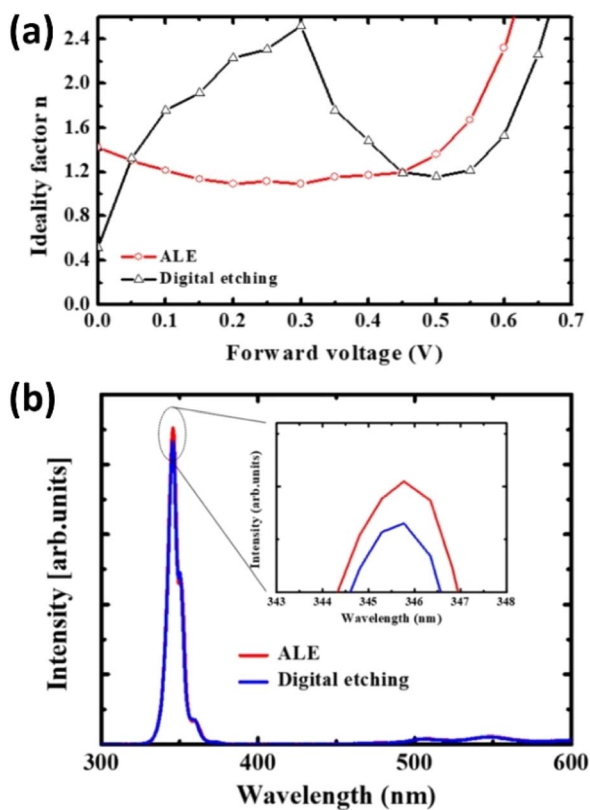 (a)
Ideality factor n
2.4
2.0
1.6
1.2
0.8
0.4
0.0
ALE
Digital etching
0.0 0.1 0.2 0.3 0.4 0.5 0.6 0.7
Forward voltage (V)
(b)
Intensity [arb.units]
Intensity (arb.units)
343 344 345 346 347 348
Wavelength (nm)
ALE
Digital etching
300 400 500 600
Wavelength (nm)